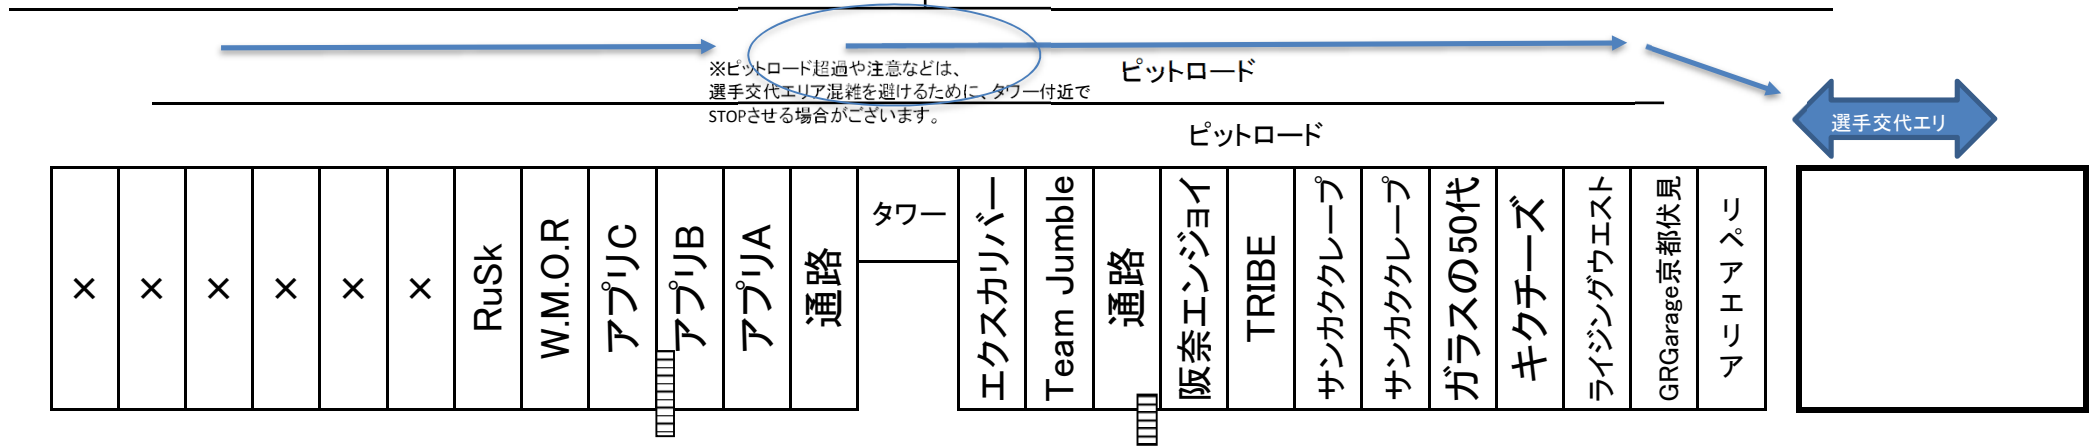 ※ピットロード超過や注意などは、
選手交代エリア混雑を避けるために、タワー付近で
STOPさせる場合がございます。
ピットロード
ピットロード
選手交代エリ
×
×
×
×
×
×
RuSk
W.M.O.R
アプリC
アプリB
アプリA
通路
タワー
エクスカリバー
Team Jumble
通路
阪奈エンジョイ
TRIBE
サンカククレープ
サンカククレープ
ガラスの50代
キクチーズ
ライジングウエスト
GRGarage京都伏見
リペアエリア